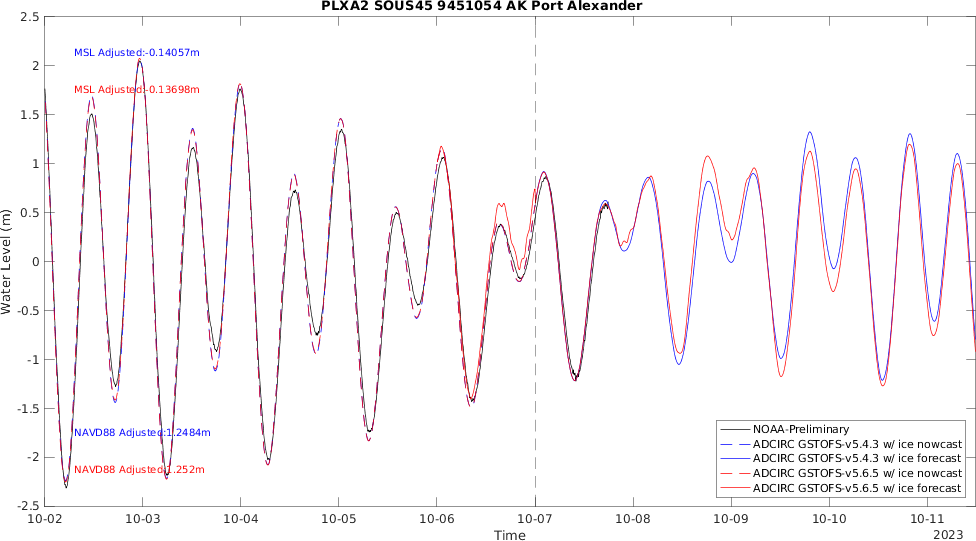 PLXA2 SOUS45 9451054 AK Port Alexander
2.5
2
1.5
1
0.5
0
-0.5
-1
-1.5
-2
-2.5
Water Level (m)
MSL Adjusted:-0.14057m
MSL Adjusted:-0.13698m
NAVD88 Adjusted:1.2484m
NAVD88 Adjusted:1.252m
NOAA-Preliminary
ADCIRC GSTOFS-v5.4.3 w/ ice nowcast
ADCIRC GSTOFS-v5.4.3 w/ ice forecast
ADCIRC GSTOFS-v5.6.5 w/ ice nowcast
ADCIRC GSTOFS-v5.6.5 w/ ice forecast
10-02 10-03 10-04 10-05 10-06 10-07 10-08 10-09 10-10 10-11
Time
2023